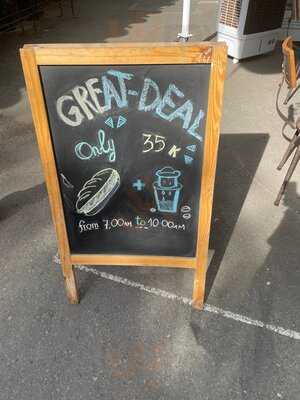 GREAT-DEAL
Only 35 K
+
from 7.00AM to 10 00AM